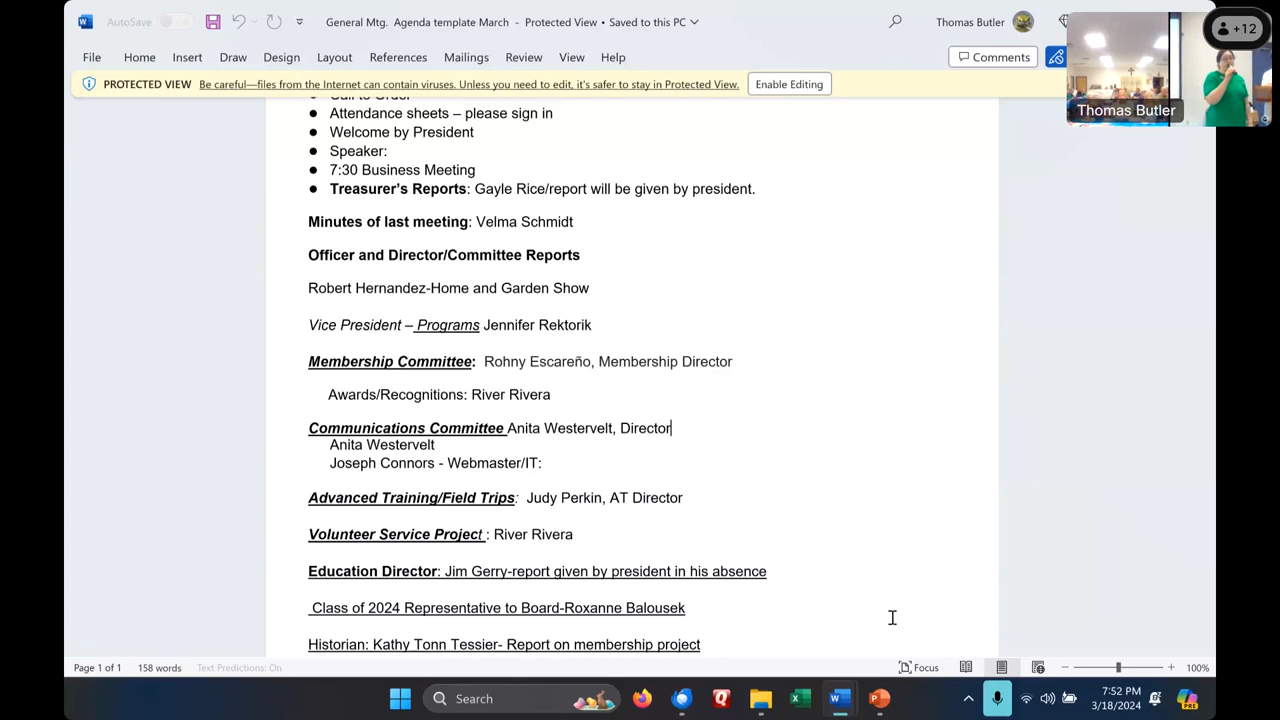 AutoSave
General Mtg. Agenda template March - Protected View • Saved to this PC
Thomas Butler
+12
File Home Insert Draw Design Layout References Mailings Review View Help
Comments
PROTECTED VIEW Be careful—files from the Internet can contain viruses. Unless you need to edit, it's safer to stay in Protected View. Enable Editing
Thomas Butler
Call to Order
● Attendance sheets – please sign in
● Welcome by President
● Speaker:
● 7:30 Business Meeting
● Treasurer's Reports: Gayle Rice/report will be given by president.
Minutes of last meeting: Velma Schmidt
Officer and Director/Committee Reports
Robert Hernandez-Home and Garden Show
Vice President – Programs Jennifer Rektorik
Membership Committee: Rohny Escareño, Membership Director
Awards/Recognitions: River Rivera
Communications Committee Anita Westervelt, Director
Anita Westervelt
Joseph Connors - Webmaster/IT:
Advanced Training/Field Trips: Judy Perkin, AT Director
Volunteer Service Project : River Rivera
Education Director: Jim Gerry-report given by president in his absence
Class of 2024 Representative to Board-Roxanne Balousek
Historian: Kathy Tonn Tessier- Report on membership project
Page 1 of 1 158 words Text Predictions: On Focus 100%
Search
7:52 PM
3/18/2024
PRE